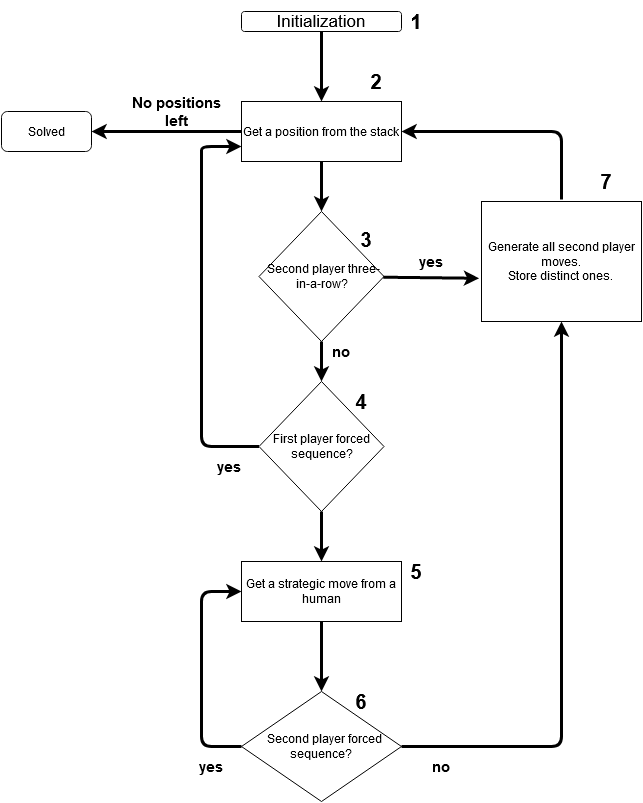 Initialization
1
2
No positions
left
Solved
Get a position from the stack
7
3
Generate all second player
moves.
Store distinct ones.
yes
Second player three-
in-a-row?
no
4
First player forced
sequence?
yes
5
Get a strategic move from a
human
6
Second player forced
sequence?
yes
no